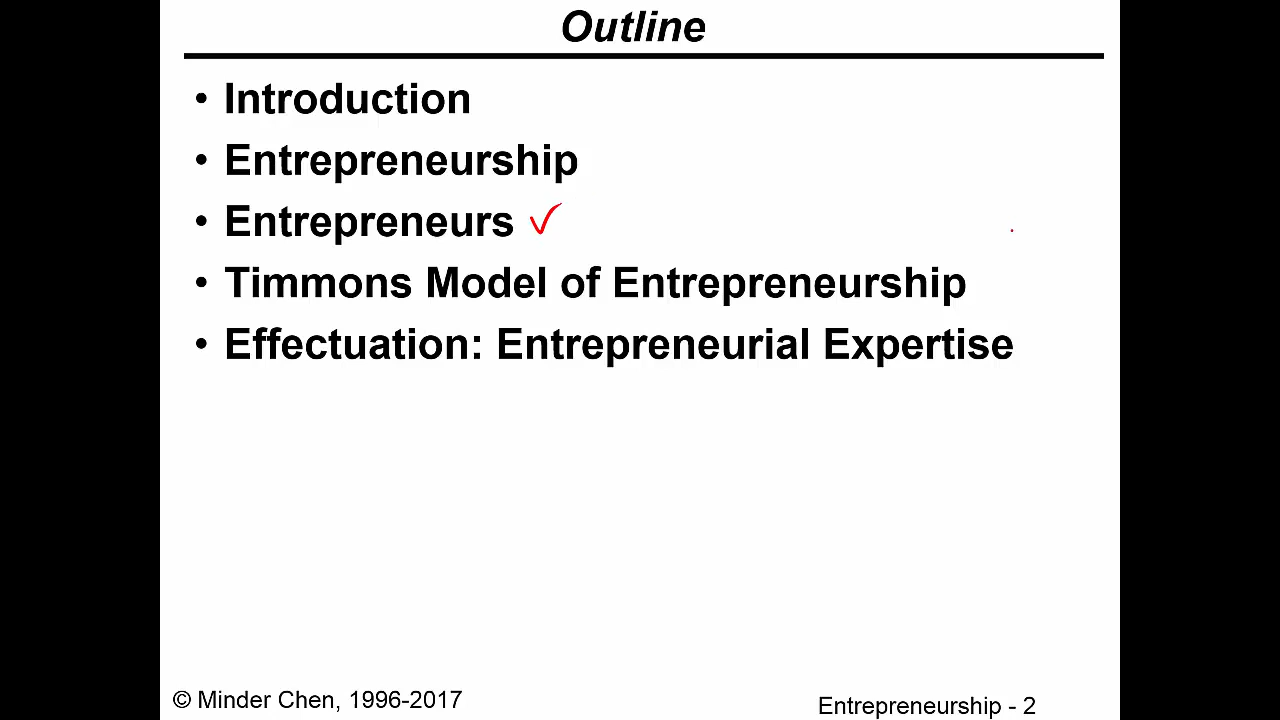 Outline
• Introduction
• Entrepreneurship
• Entrepreneurs ✓
• Timmons Model of Entrepreneurship
• Effectuation: Entrepreneurial Expertise
© Minder Chen, 1996-2017
Entrepreneurship - 2